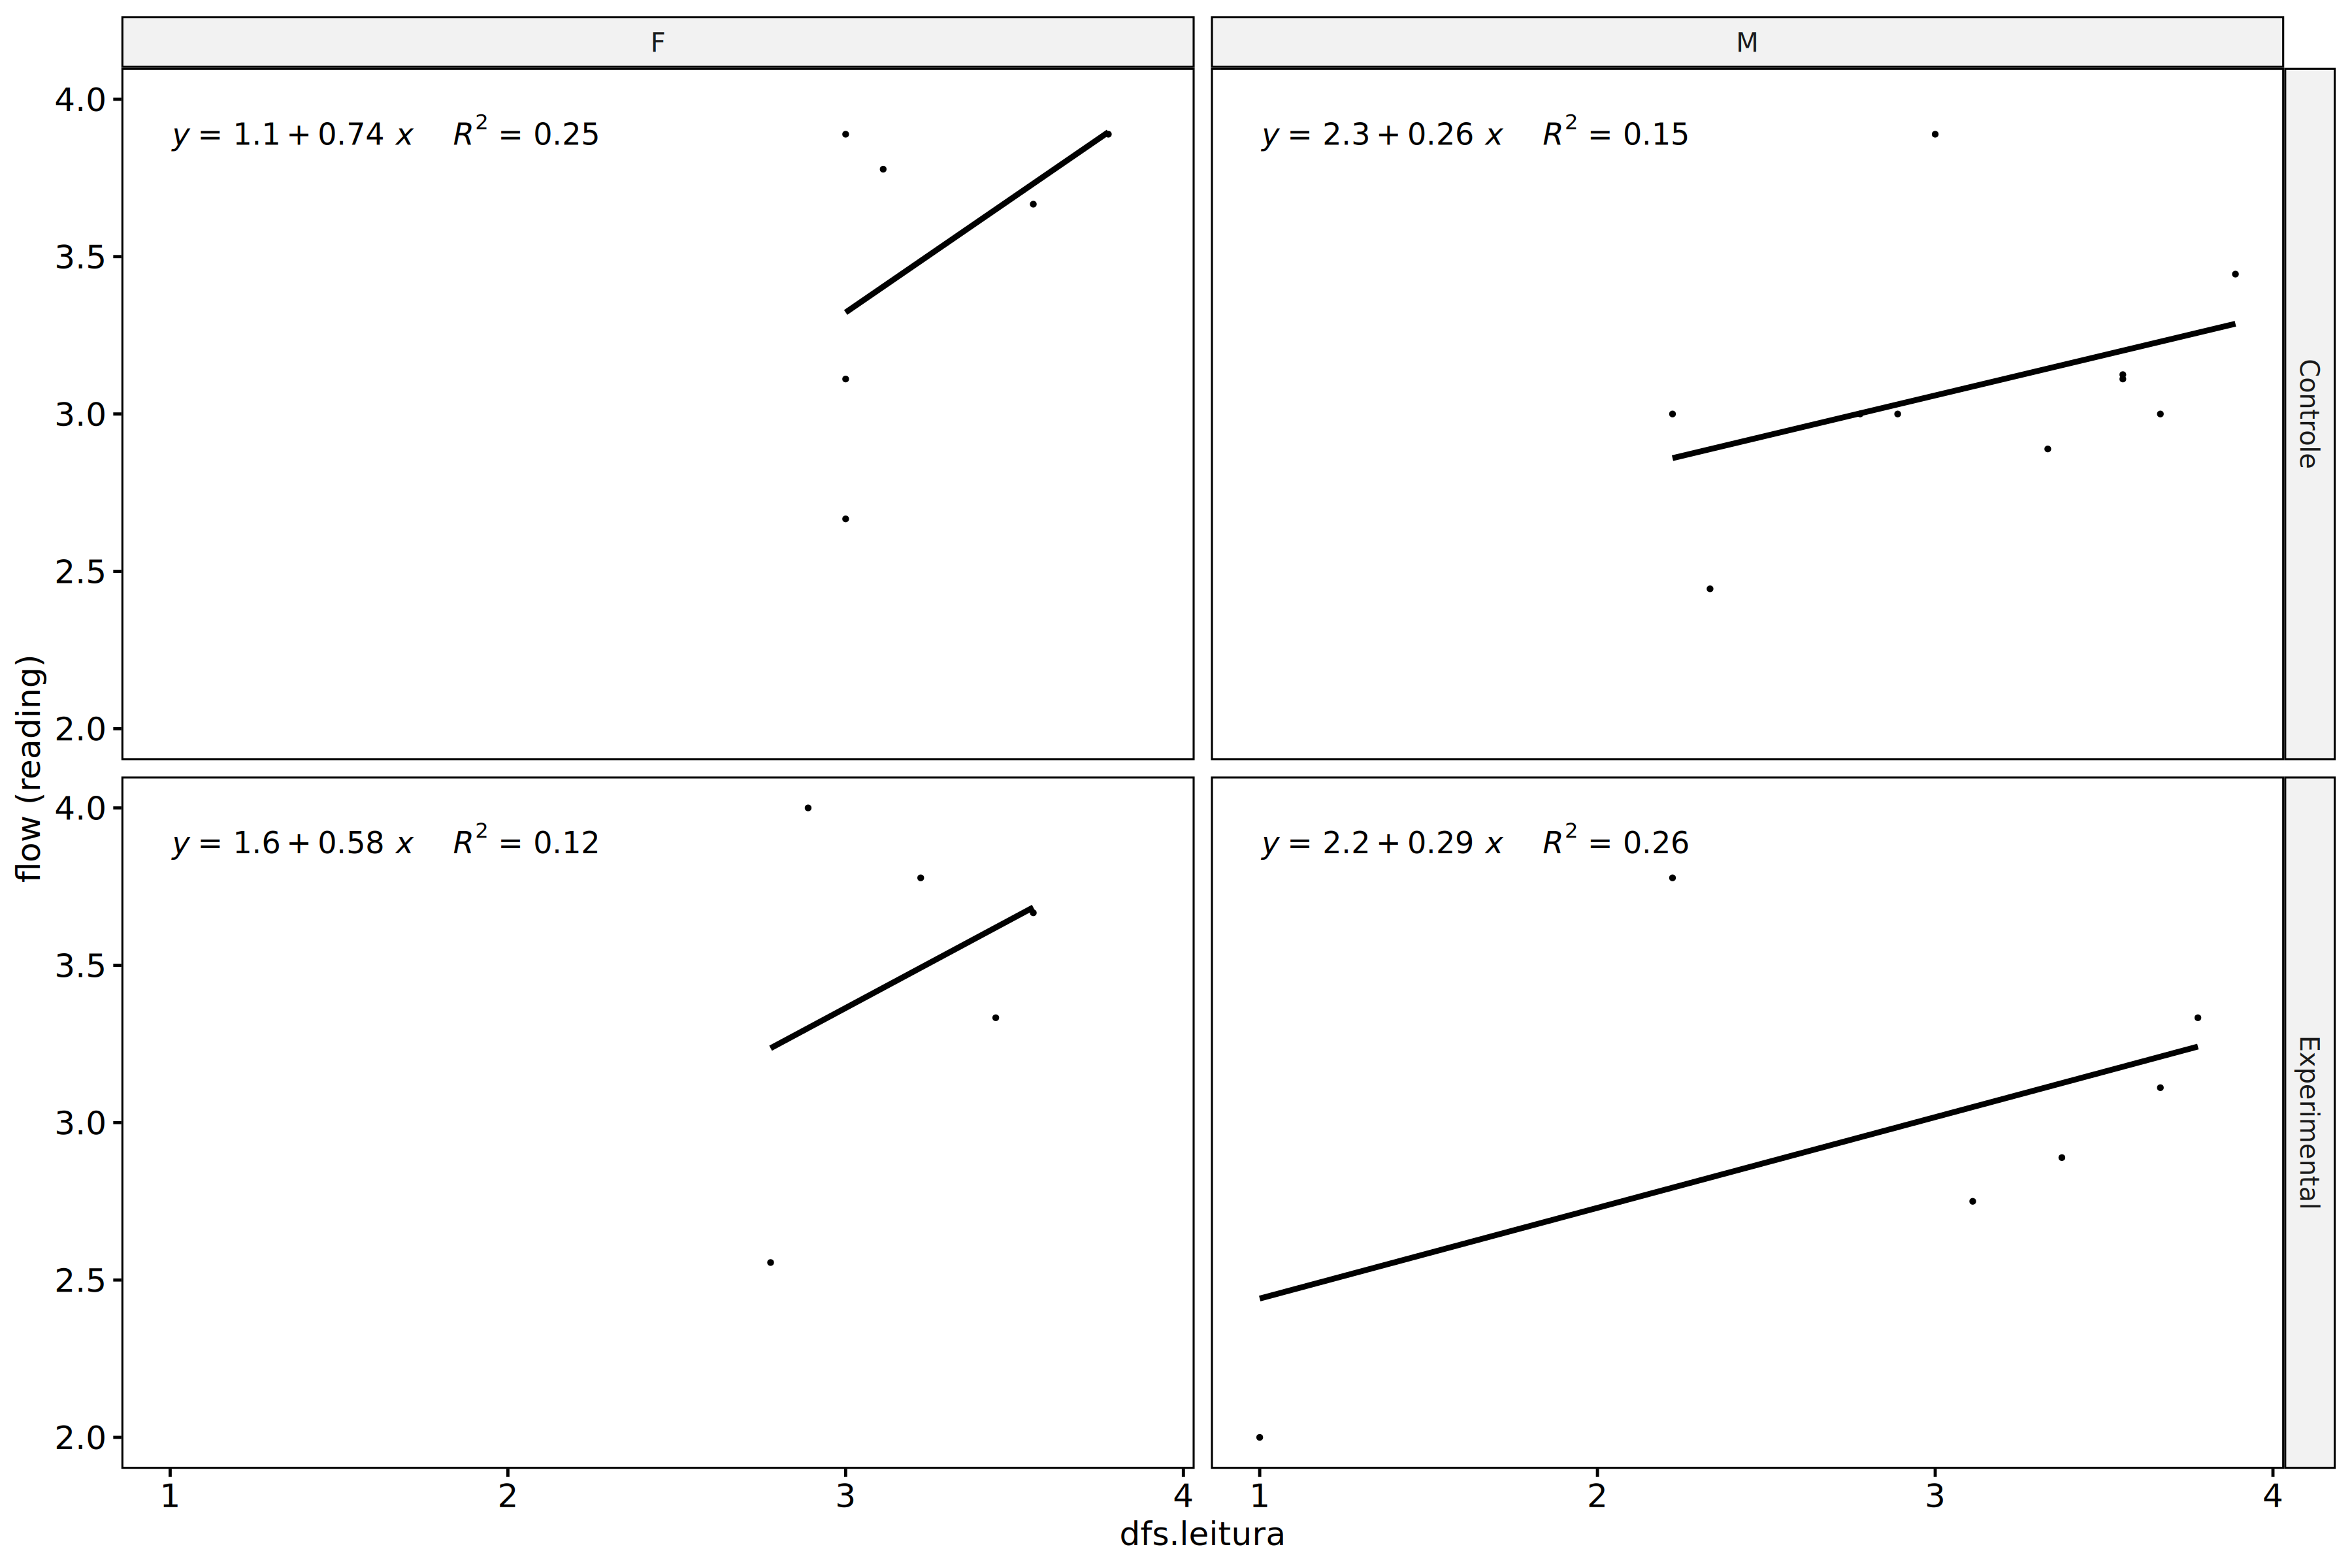 F
M
4.0
3.5
3.0
2.5
2.0
y = 1.1 + 0.74 x R² = 0.25
y = 2.3 + 0.26 x R² = 0.15
Controle
flow (reading)
4.0
3.5
3.0
2.5
2.0
y = 1.6 + 0.58 x R² = 0.12
y = 2.2 + 0.29 x R² = 0.26
Experimental
1 2 3 4
1 2 3 4
dfs.leitura